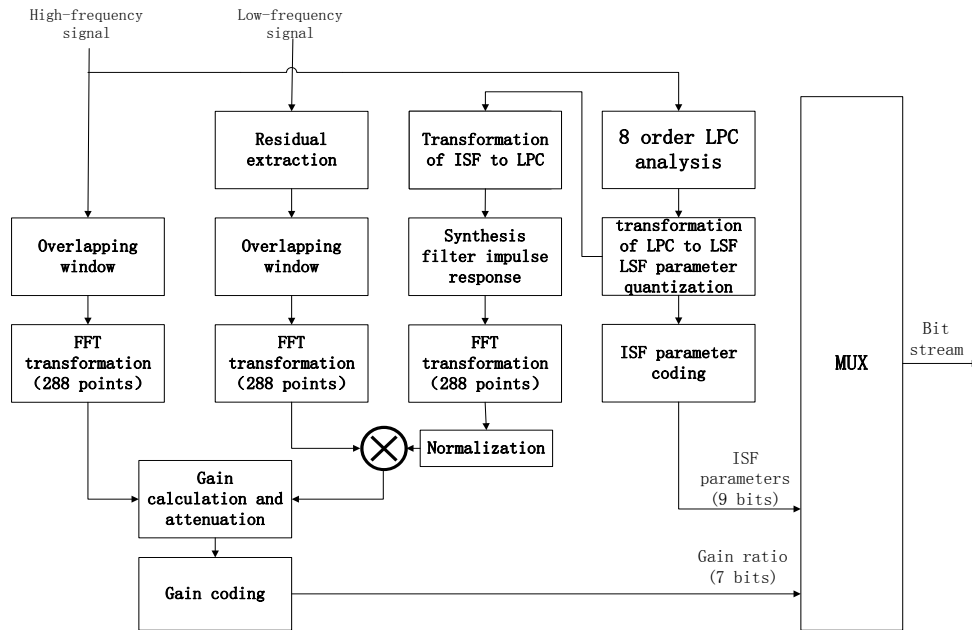 High-frequency
signal
Low-frequency
signal
Residual
extraction
Transformation
of ISF to LPC
8 order LPC
analysis
Overlapping
window
Overlapping
window
Synthesis
filter impulse
response
transformation
of LPC to LSF
LSF parameter
quantization
FFT
transformation
(288 points)
FFT
transformation
(288 points)
FFT
transformation
(288 points)
ISF parameter
coding
MUX
Bit
stream
Normalization
Gain
calculation and
attenuation
ISF
parameters
(9 bits)
Gain coding
Gain ratio
(7 bits)